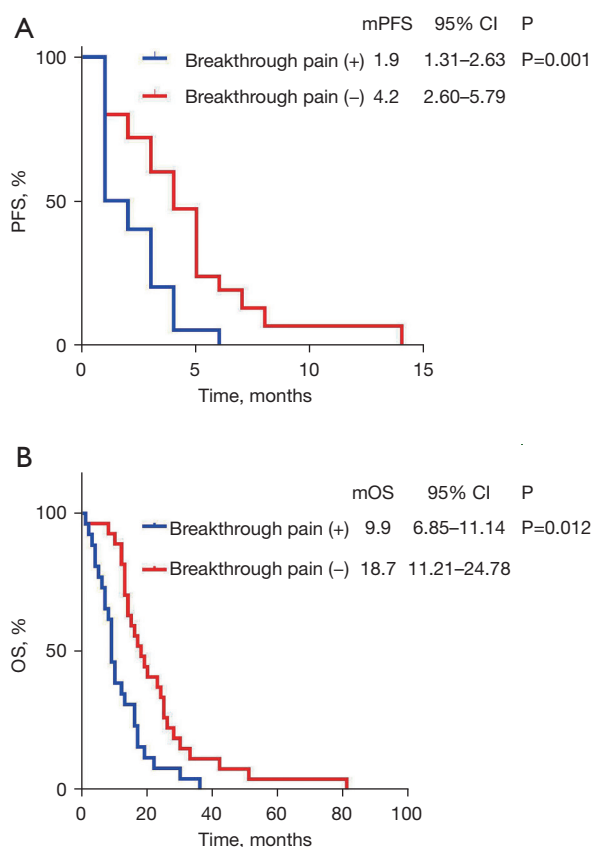 A
mPFS 95% CI P
Breakthrough pain (+) 1.9 1.31–2.63 P=0.001
Breakthrough pain (–) 4.2 2.60–5.79
100
50
0
PFS, %
0 5 10 15
Time, months
B
mOS 95% CI P
Breakthrough pain (+) 9.9 6.85–11.14 P=0.012
Breakthrough pain (–) 18.7 11.21–24.78
100
50
0
OS, %
0 20 40 60 80 100
Time, months